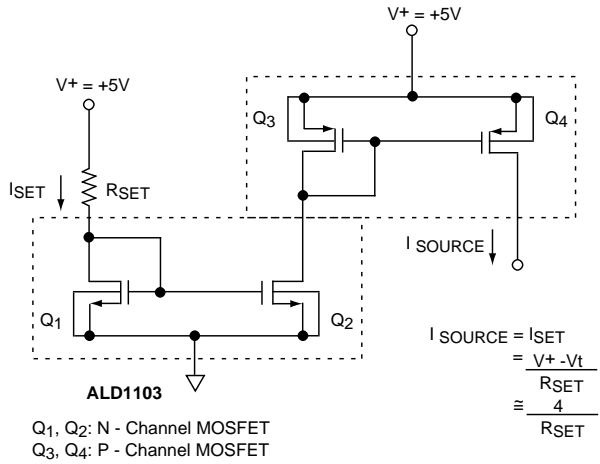 V+ = +5V
V+ = +5V
Q3
Q4
ISET
RSET
I SOURCE
Q1
Q2
I SOURCE = ISET
= V+ -Vt
RSET
≅ 4
RSET
ALD1103
Q1, Q2: N - Channel MOSFET
Q3, Q4: P - Channel MOSFET